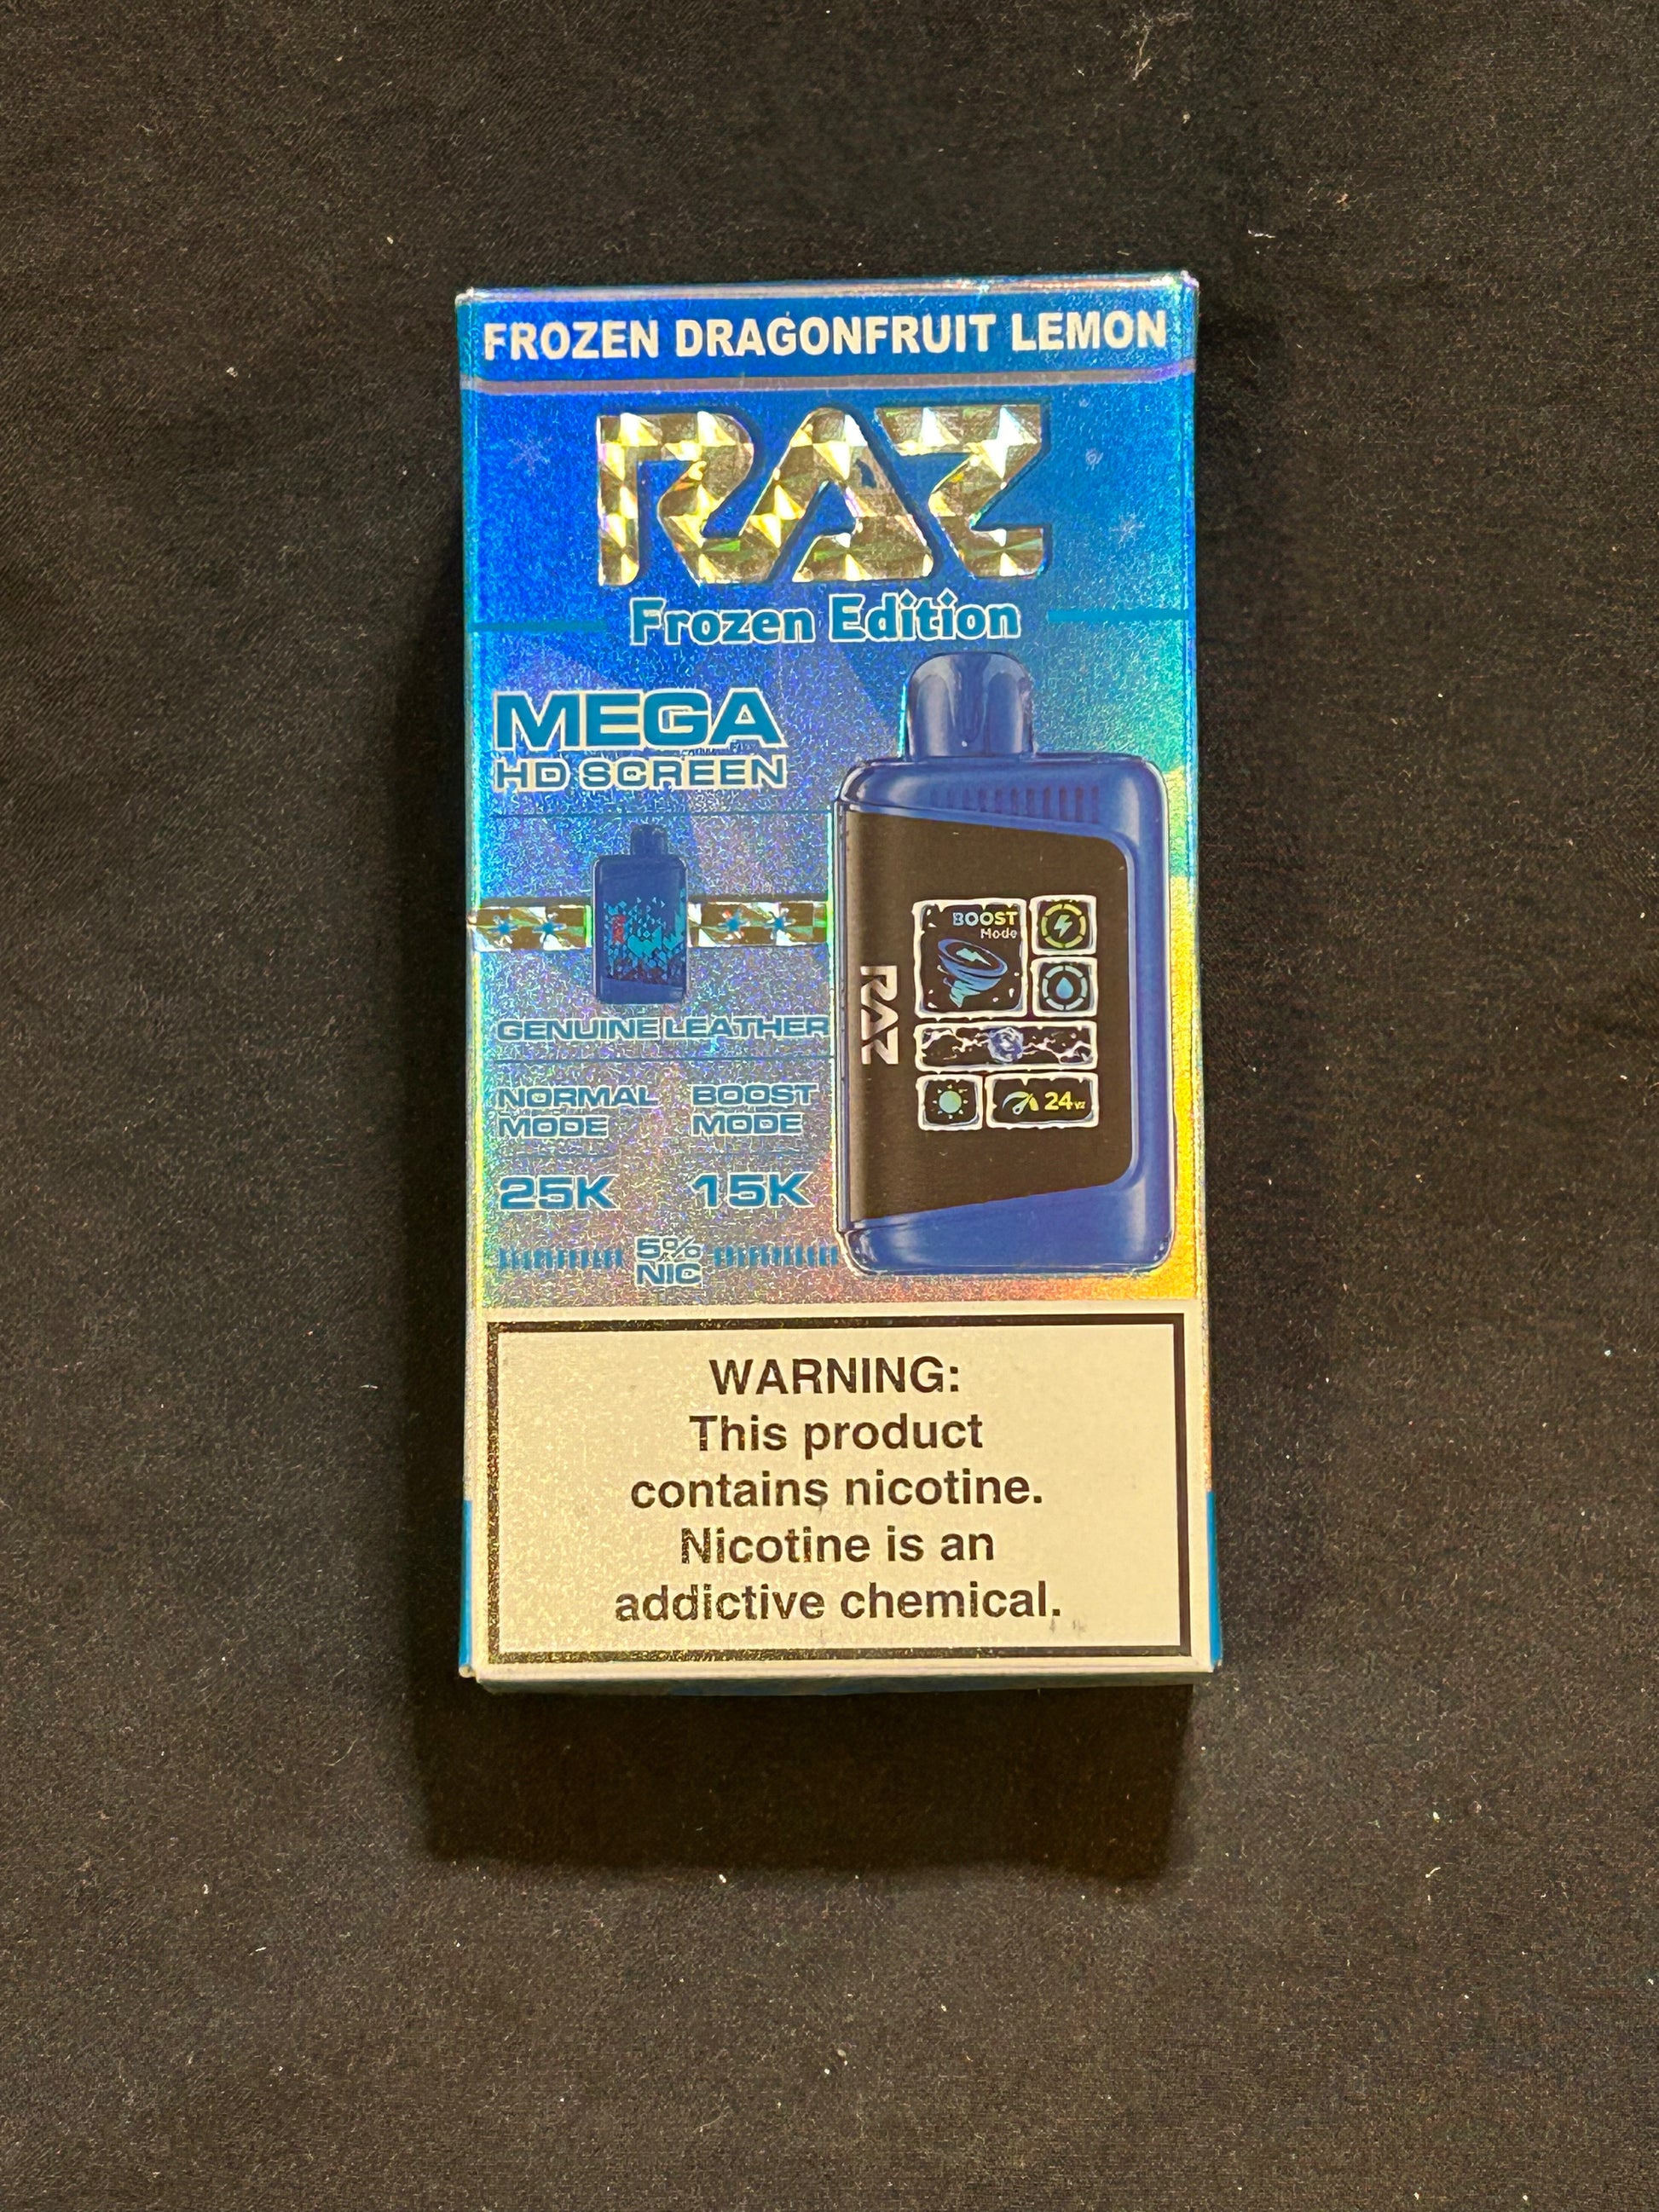 FROZEN DRAGONFRUIT LEMON
RAZ
Frozen Edition
MEGA
HD SCREEN
GENUINE LEATHER
NORMAL MODE
BOOST MODE
25K
15K
5% NIC
BOOST
Mode
RAZ
24W
WARNING:
This product
contains nicotine.
Nicotine is an
addictive chemical.